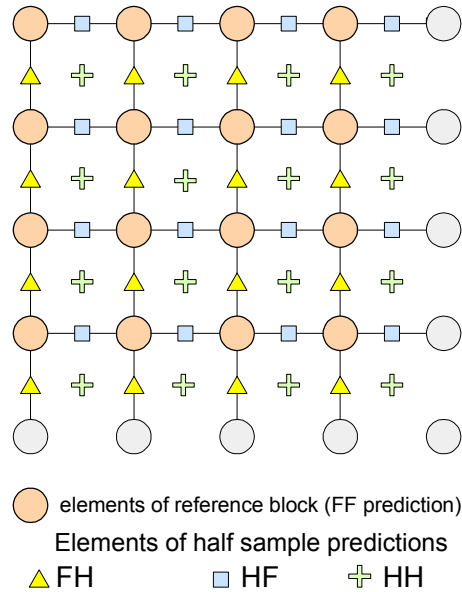 elements of reference block (FF prediction)
Elements of half sample predictions
FH HF HH